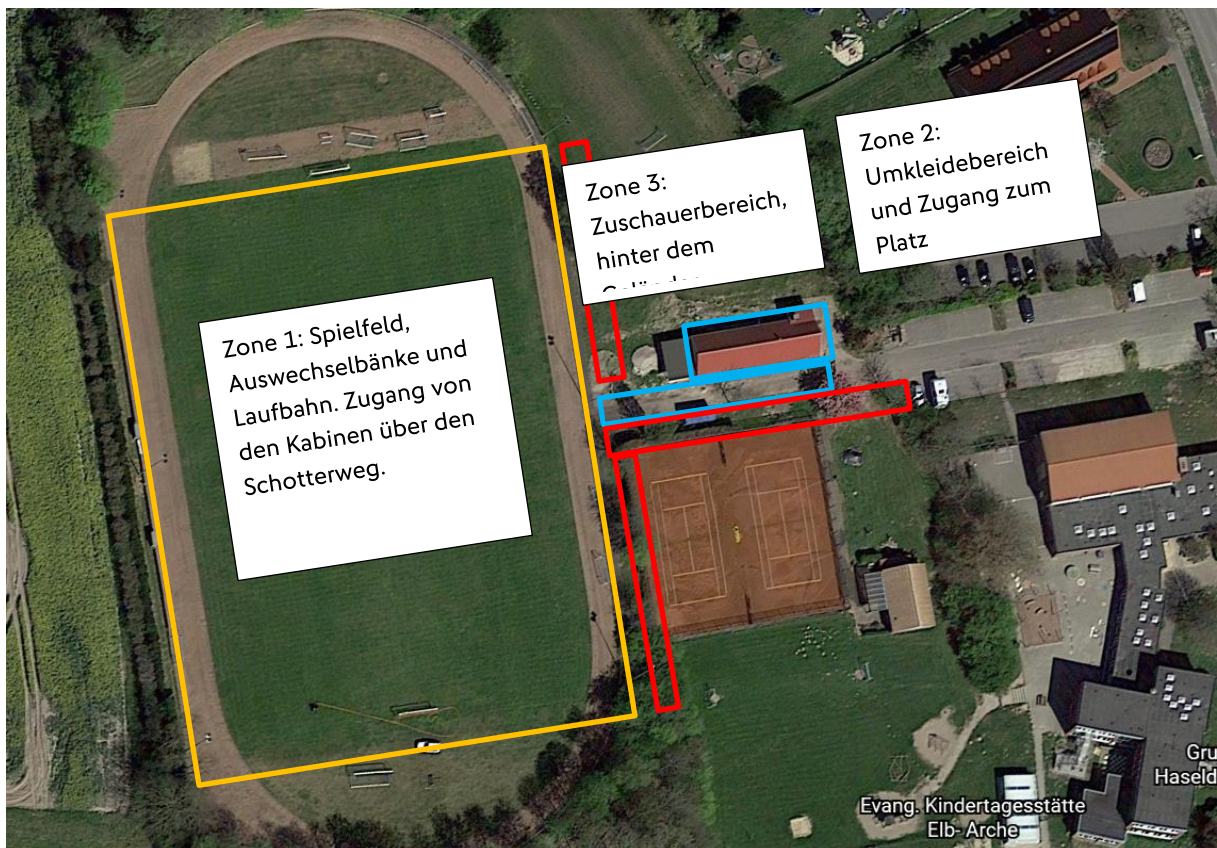 Zone 1: Spielfeld,
Auswechselbänke und
Laufbahn. Zugang von
den Kabinen über den
Schotterweg.
Zone 3:
Zuschauerbereich,
hinter dem
Zone 2:
Umkleidebereich
und Zugang zum
Platz
Gru
Haseld
Evang. Kindertagesstätte
Elb- Arche